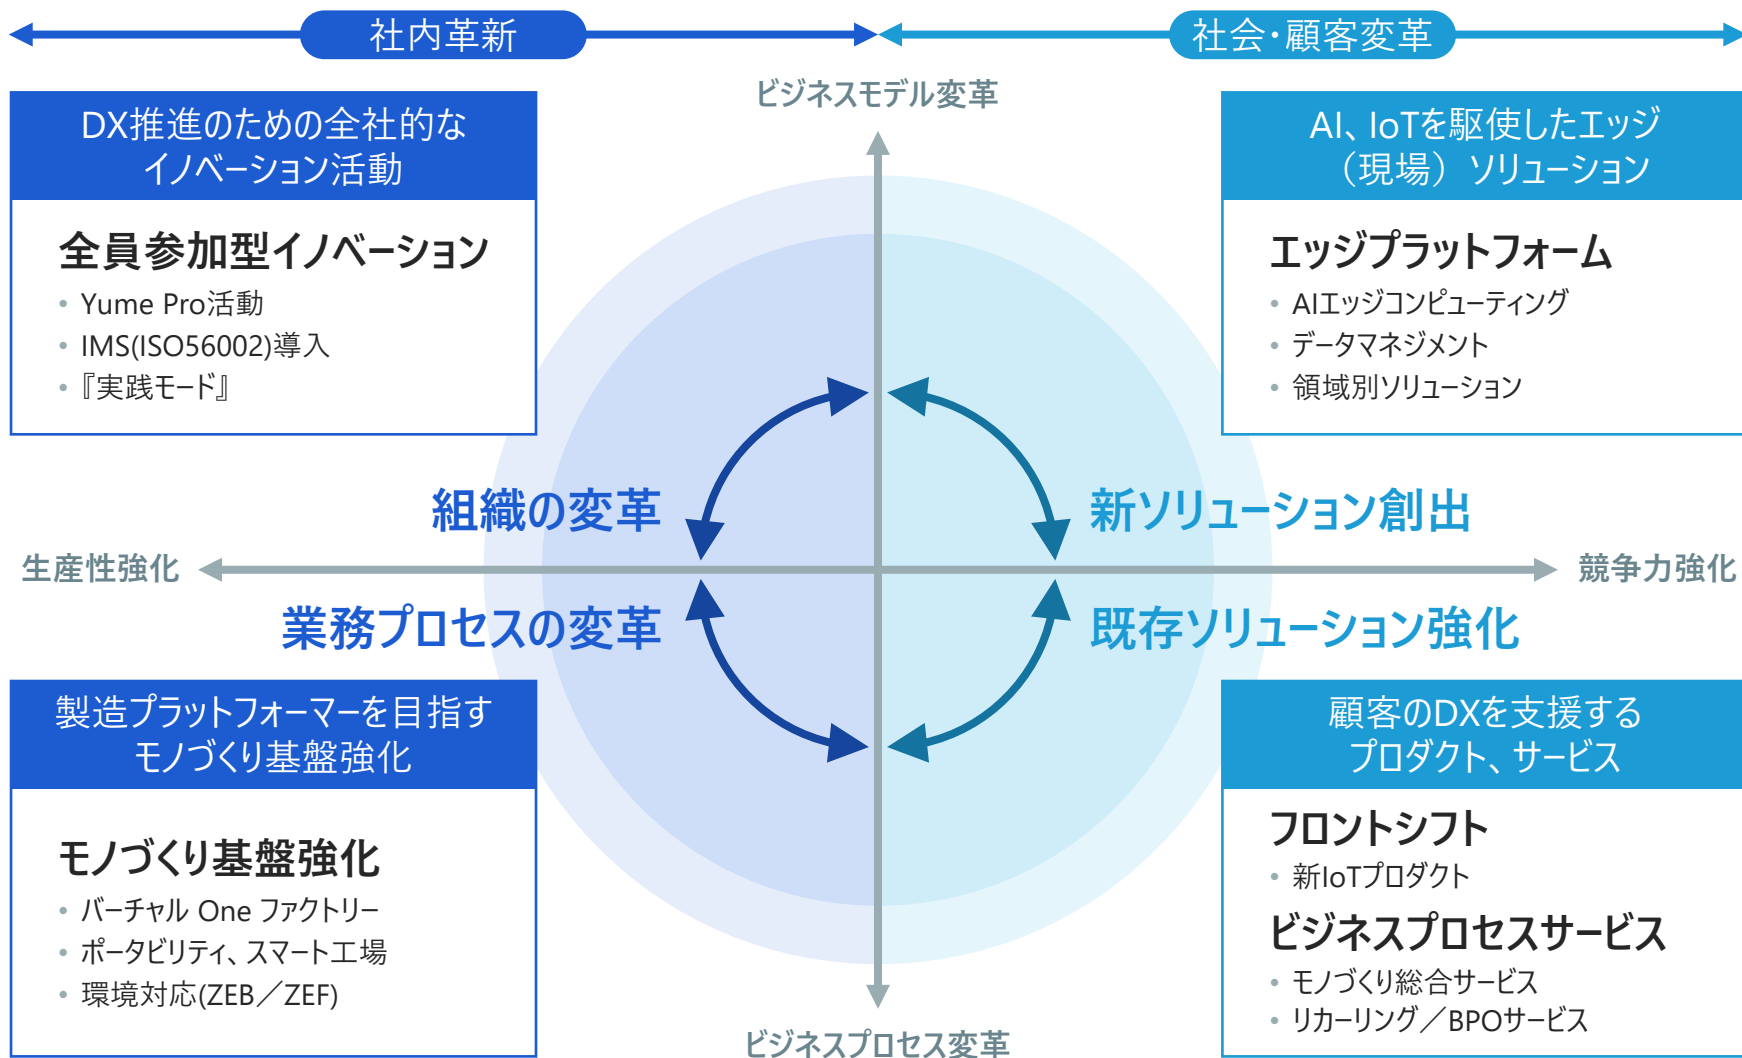 社内革新
社会・顧客変革
ビジネスモデル変革
DX推進のための全社的な
イノベーション活動
全員参加型イノベーション
• Yume Pro活動
• IMS(ISO56002)導入
• 『実践モード』
AI、IoTを駆使したエッジ
（現場）ソリューション
エッジプラットフォーム
• AIエッジコンピューティング
• データマネジメント
• 領域別ソリューション
組織の変革
新ソリューション創出
生産性強化
競争力強化
業務プロセスの変革
既存ソリューション強化
製造プラットフォーマーを目指す
モノづくり基盤強化
モノづくり基盤強化
• バーチャル One ファクトリー
• ポータビリティ、スマート工場
• 環境対応(ZEB／ZEF)
顧客のDXを支援する
プロダクト、サービス
フロントシフト
• 新IoTプロダクト
ビジネスプロセスサービス
• モノづくり総合サービス
• リカーリング／BPOサービス
ビジネスプロセス変革